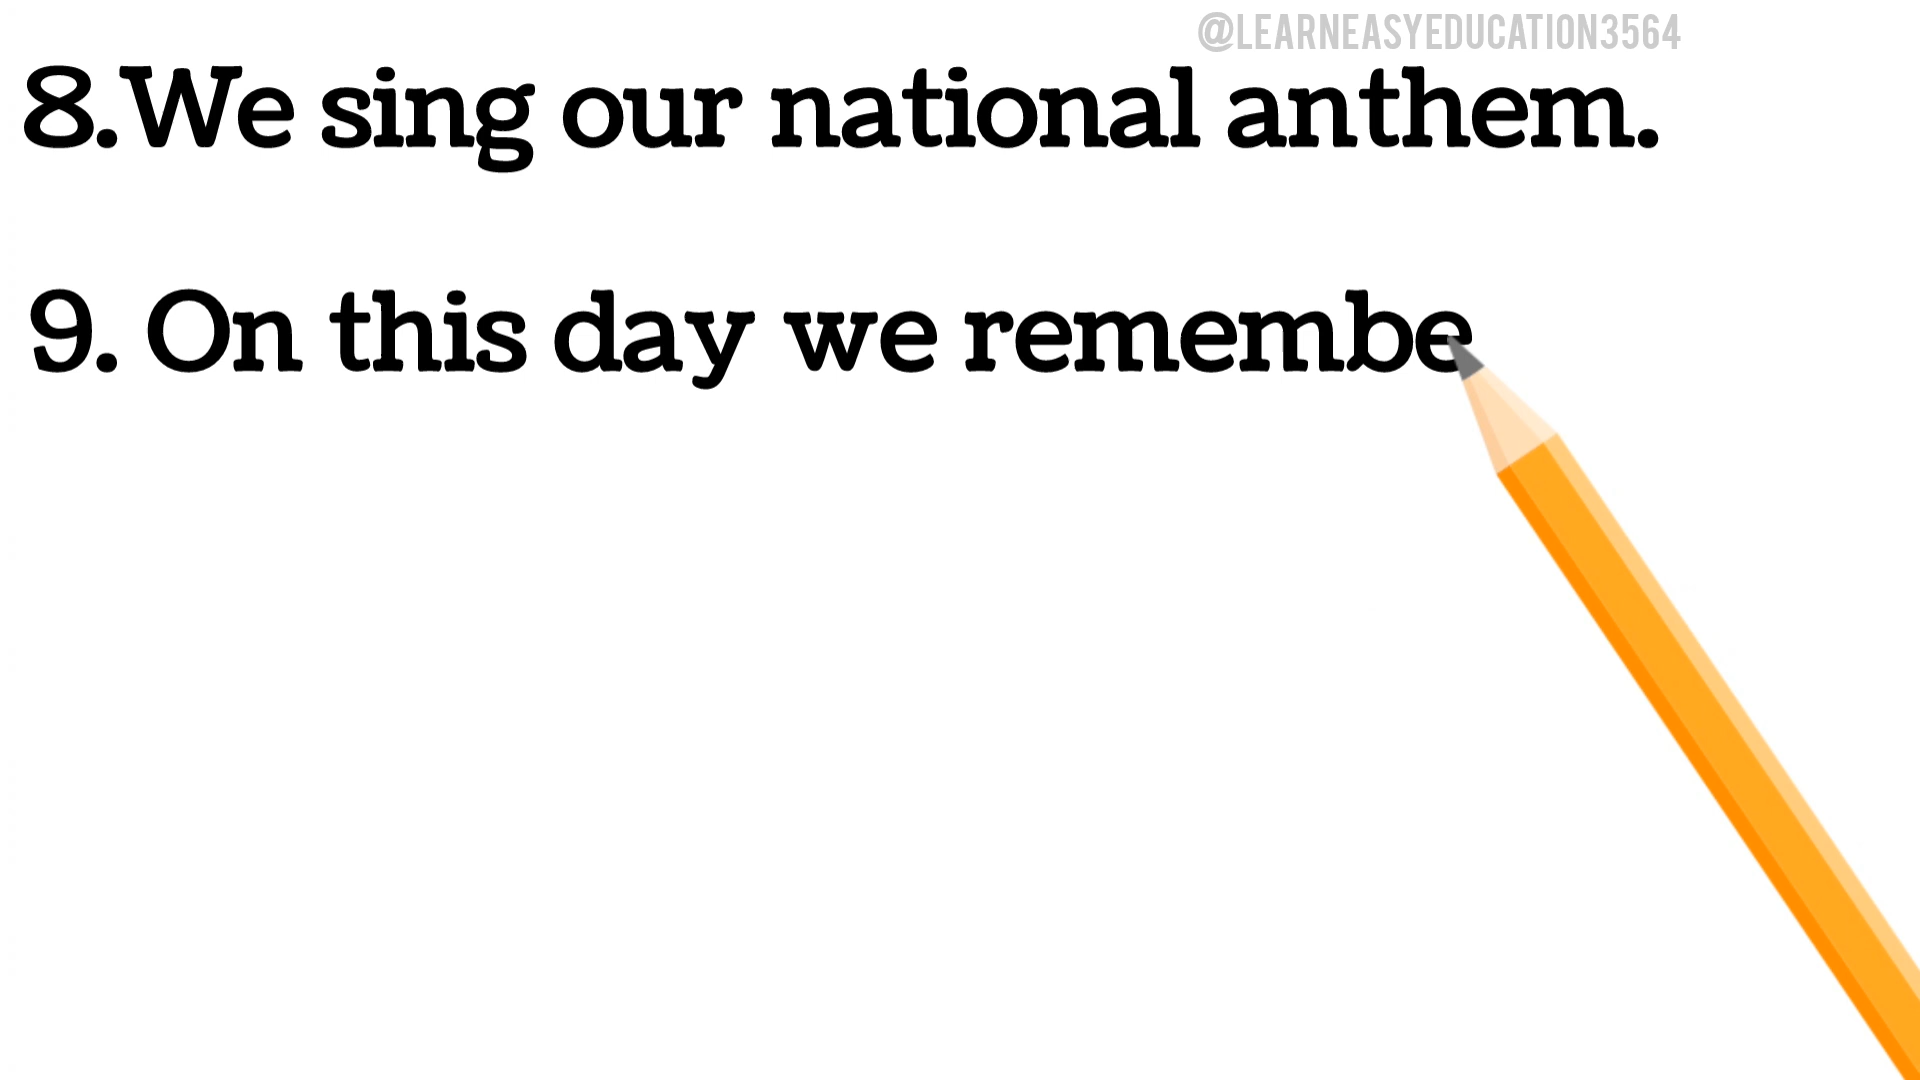 @LEARNEASYEDUCATION3564
8.We sing our national anthem.
9. On this day we remembe